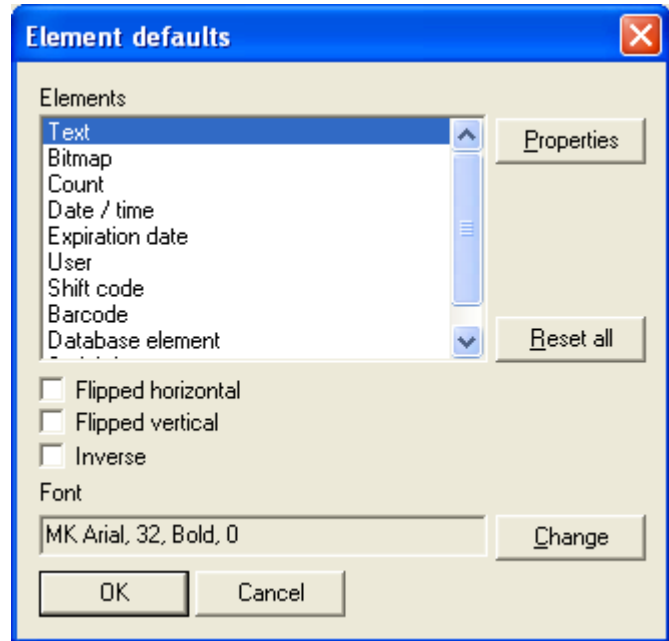 Element defaults
Elements
Text
Bitmap
Count
Date / time
Expiration date
User
Shift code
Barcode
Database element
Properties
Reset all
Flipped horizontal
Flipped vertical
Inverse
Font
MK Arial, 32, Bold, 0
Change
OK
Cancel